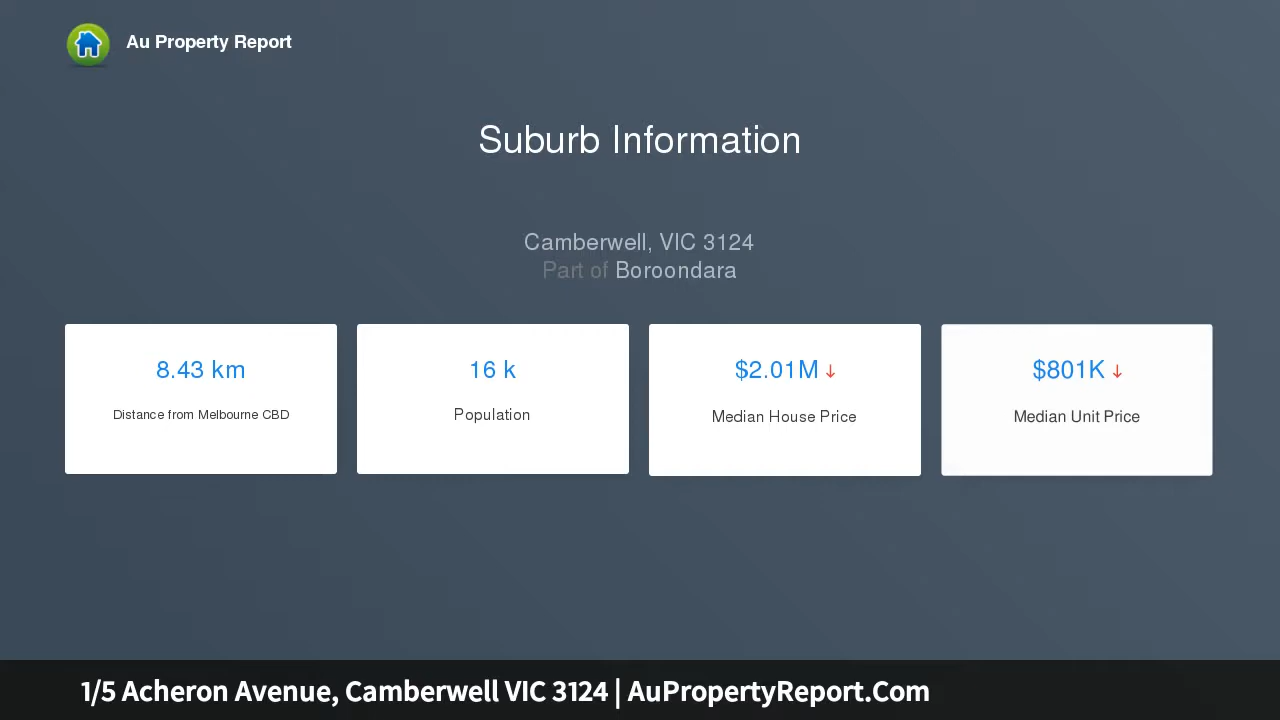 Au Property Report
Suburb Information
Camberwell, VIC 3124
Part of Boroondara
8.43 km
Distance from Melbourne CBD
16 k
Population
$2.01M ↓
Median House Price
$801K ↓
Median Unit Price
1/5 Acheron Avenue, Camberwell VIC 3124 | AuPropertyReport.Com